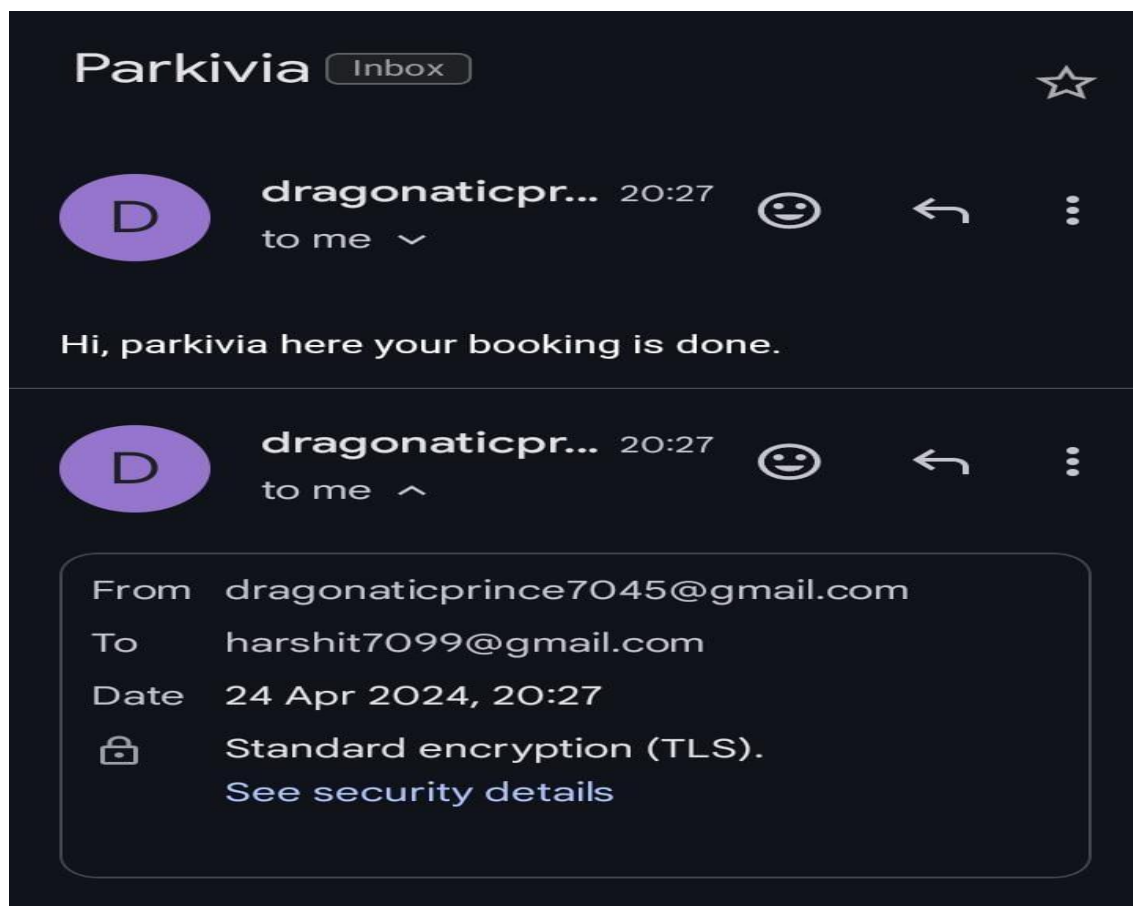 Parkivia Inbox
D
dragonaticpr... 20:27
to me
Hi, parkivia here your booking is done.
D
dragonaticpr... 20:27
to me
From dragonaticprince7045@gmail.com
To harshit7099@gmail.com
Date 24 Apr 2024, 20:27
Standard encryption (TLS).
See security details